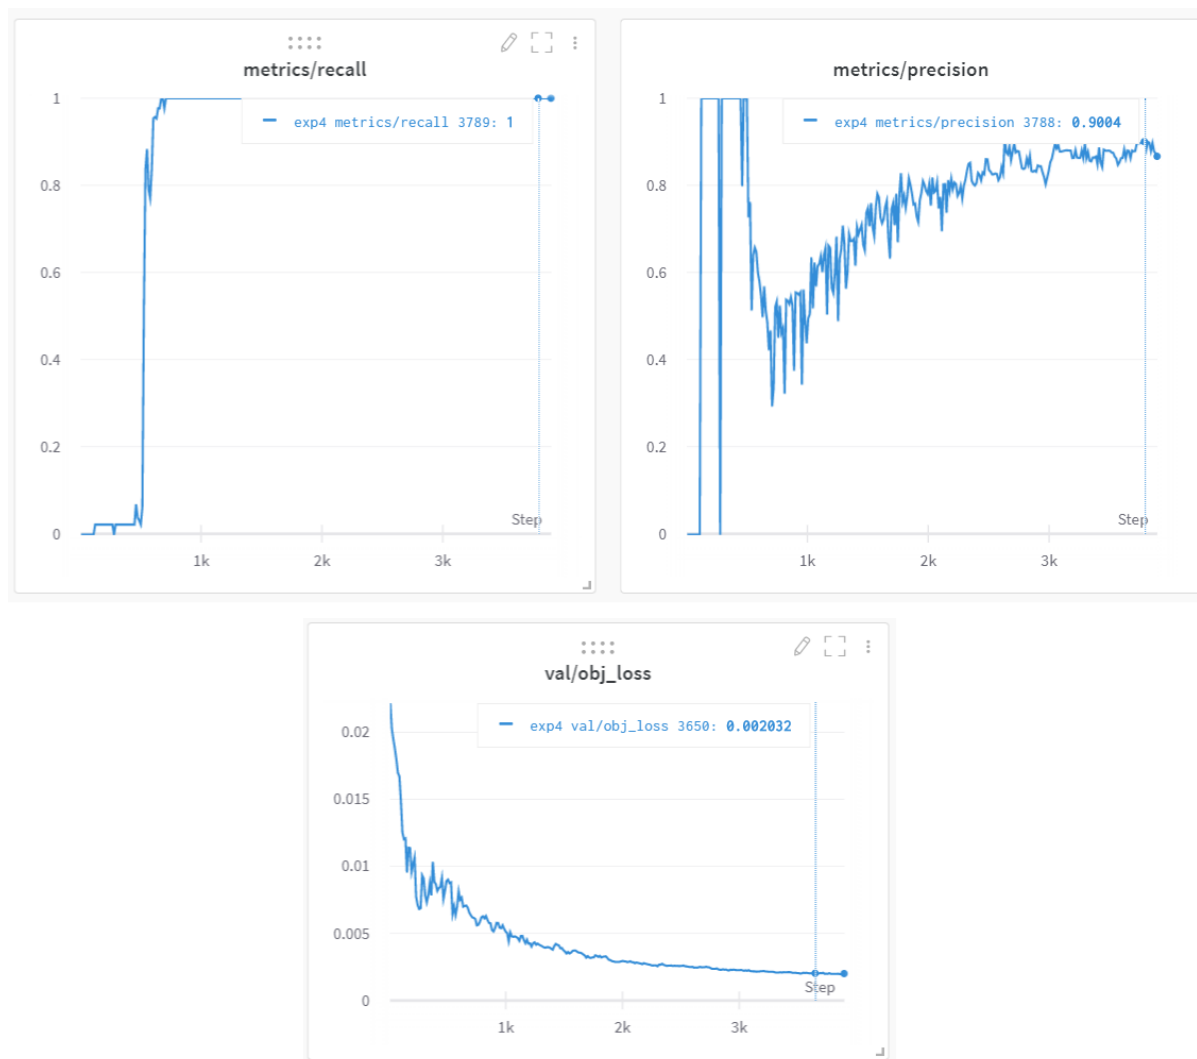 metrics/recall
1
exp4 metrics/recall 3789: 1
0.8
0.6
0.4
0.2
Step
0
1k
2k
3k
metrics/precision
1
exp4 metrics/precision 3788: 0.9004
0.8
0.6
0.4
0.2
Step
0
1k
2k
3k
val/obj_loss
exp4 val/obj_loss 3650: 0.002032
0.02
0.015
0.01
0.005
Step
0
1k
2k
3k